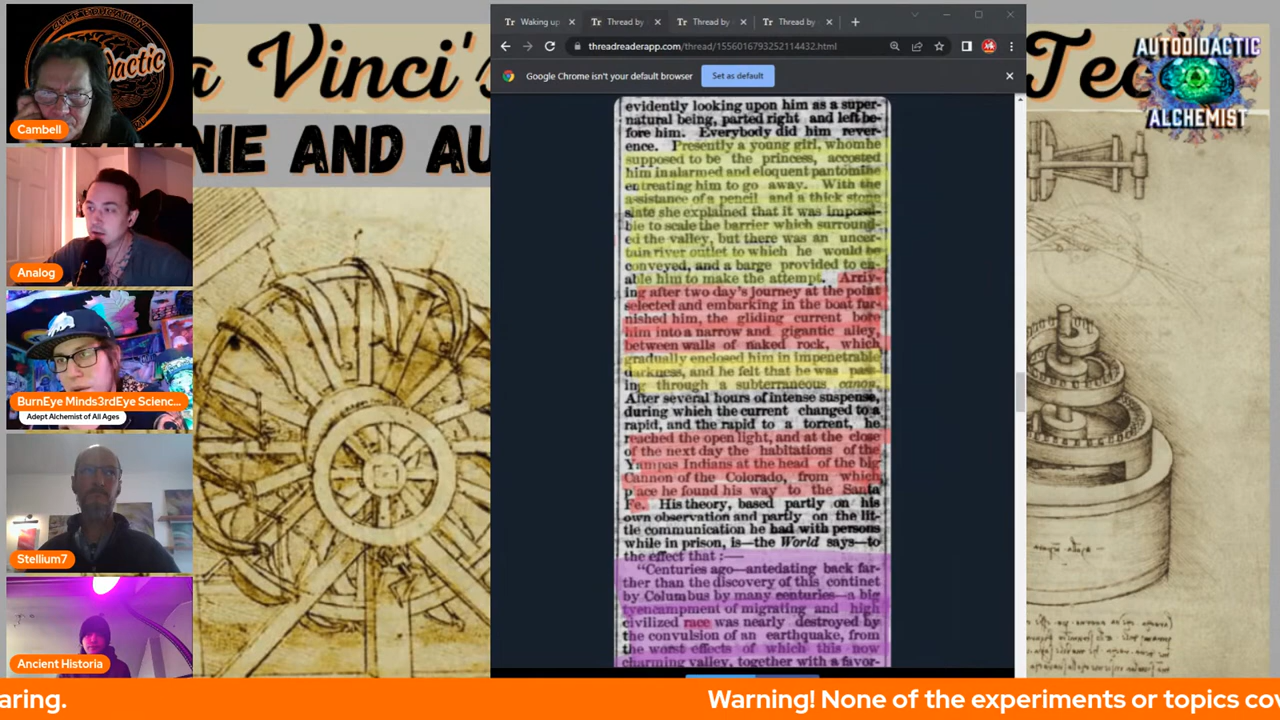 a Vinci's
Tec
NIE AND AU
actic
Cambell
Analog
BurnEye Minds3rdEye Scienc...
Adept Alchemist of All Ages
Stellium7
Ancient Historia
AUTODIDACTIC
ALCHEMIST
Tr Waking up
Tr Thread by
Tr Thread by
Tr Thread by
threadreaderapp.com/thread/1556016793252114432.html
Google Chrome isn't your default browser
Set as default
evidently looking upon him as a super-
natural being, parted right and left be-
fore him. Everybody did him rever-
ence. Presently a young girl, whom he
supposed to be the princess, accosted
him in alarmed and eloquent pantomine
entreating him to go away. With the
assistance of a pencil and a thick stone
slate she explained that it was impossi-
ble to scale the barrier which surround-
ed the valley, but there was an uncer-
tain river outlet to which he would be
conveyed, and a barge provided to en-
able him to make the attempt. Arriv-
ing after two day's journey at the point
selected and embarking in the boat fur-
nished him, the gliding current bore
him into a narrow and gigantic alley,
between walls of naked rock, which
gradually enclosed him in impenetrable
darkness, and he felt that he was pass-
ing through a subterraneous canon.
After several hours of intense suspense,
during which the current changed to a
rapid, and the rapid to a torrent, he
reached the open light, and at the close
of the next day the habitations of the
Yampas Indians at the head of the big
Cannon of the Colorado, from which
place he found his way to the Santa
Fe. His theory, based partly on his
own observation and partly on the lit-
tle communication he had with persons
while in prison, is—the World says—to
the effect that :—
"Centuries ago—antedating back far-
ther than the discovery of this continet
by Columbus by many centuries—a big
encampment of migrating and high
civilized race was nearly destroyed by
the convulsion of an earthquake, from
the worst effects of which this now
charming valley, together with a favor-
aring.
Warning! None of the experiments or topics cov